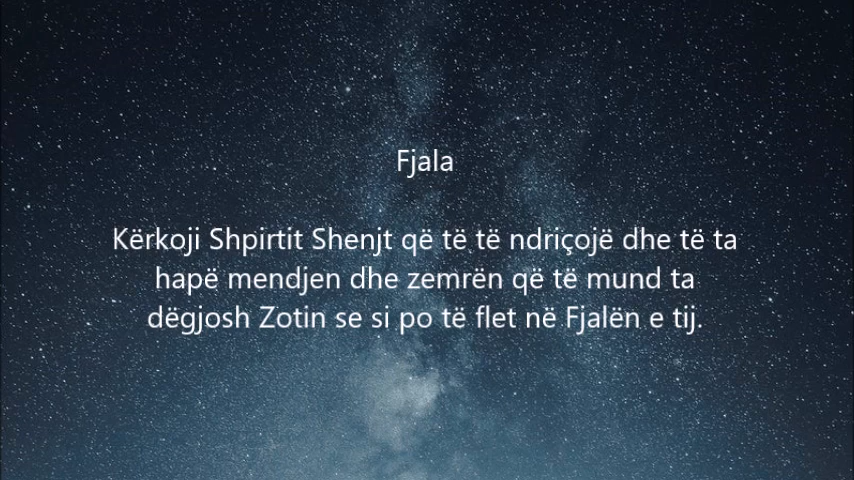 Fjala
Kërkoji Shpirtit Shenjt që të të ndriçojë dhe të ta
hapë mendjen dhe zemrën që të mund ta
dëgjosh Zotin se si po të flet në Fjalën e tij.